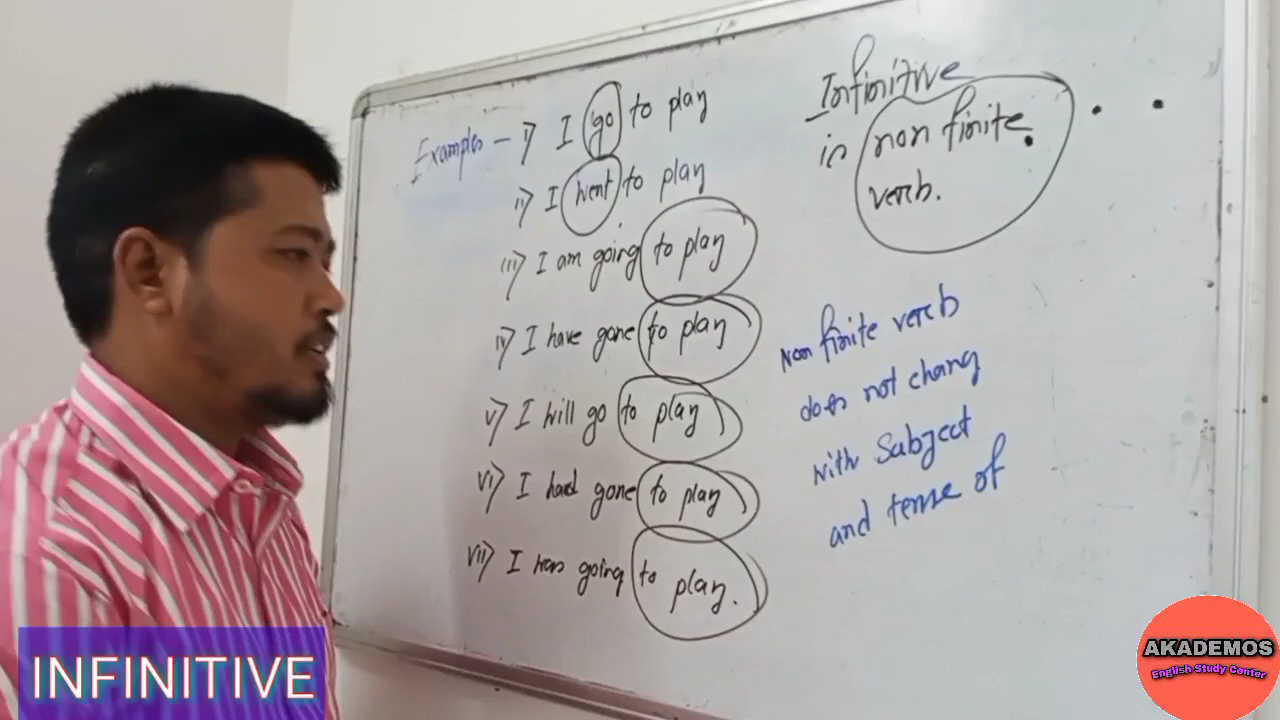 Examples - i) I go to play
ii) I went to play
iii) I am going to play
iv) I have gone to play
v) I will go to play
vi) I had gone to play
vii) I was going to play.
Infinitive
is non finite
verb.
Non finite verb
does not chang
with Subject
and tense of
INFINITIVE
AKADEMOS
English Study Center